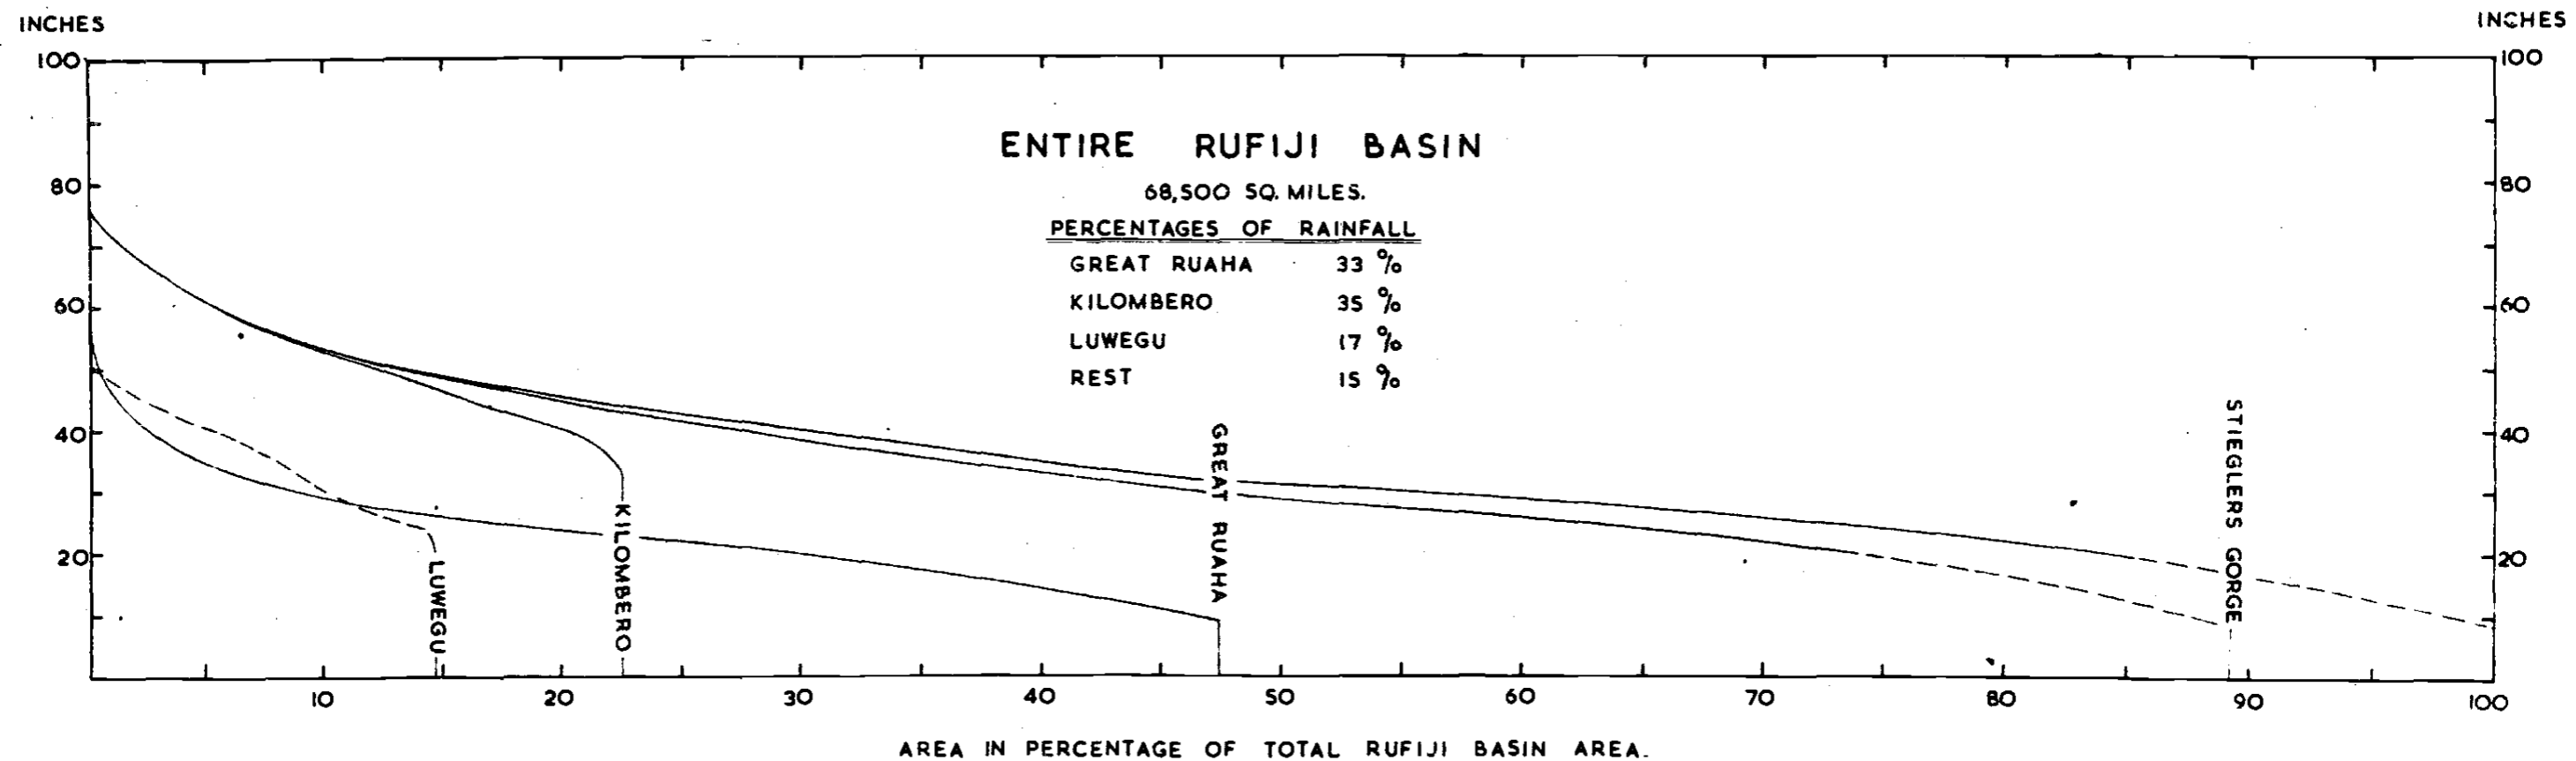 INCHES INCHES
100 100
ENTIRE RUFIJI BASIN
68,500 SQ. MILES.
80 80
PERCENTAGES OF RAINFALL
GREAT RUAHA 33 %
60 KILOMBERO 35 % 60
LUWEGU 17 %
REST 15 %
40 40
20 20
LUWEGU
KILOMBERO
GREAT RUAHA
STIEGLERS GORGE
10 20 30 40 50 60 70 80 90 100
AREA IN PERCENTAGE OF TOTAL RUFIJI BASIN AREA.